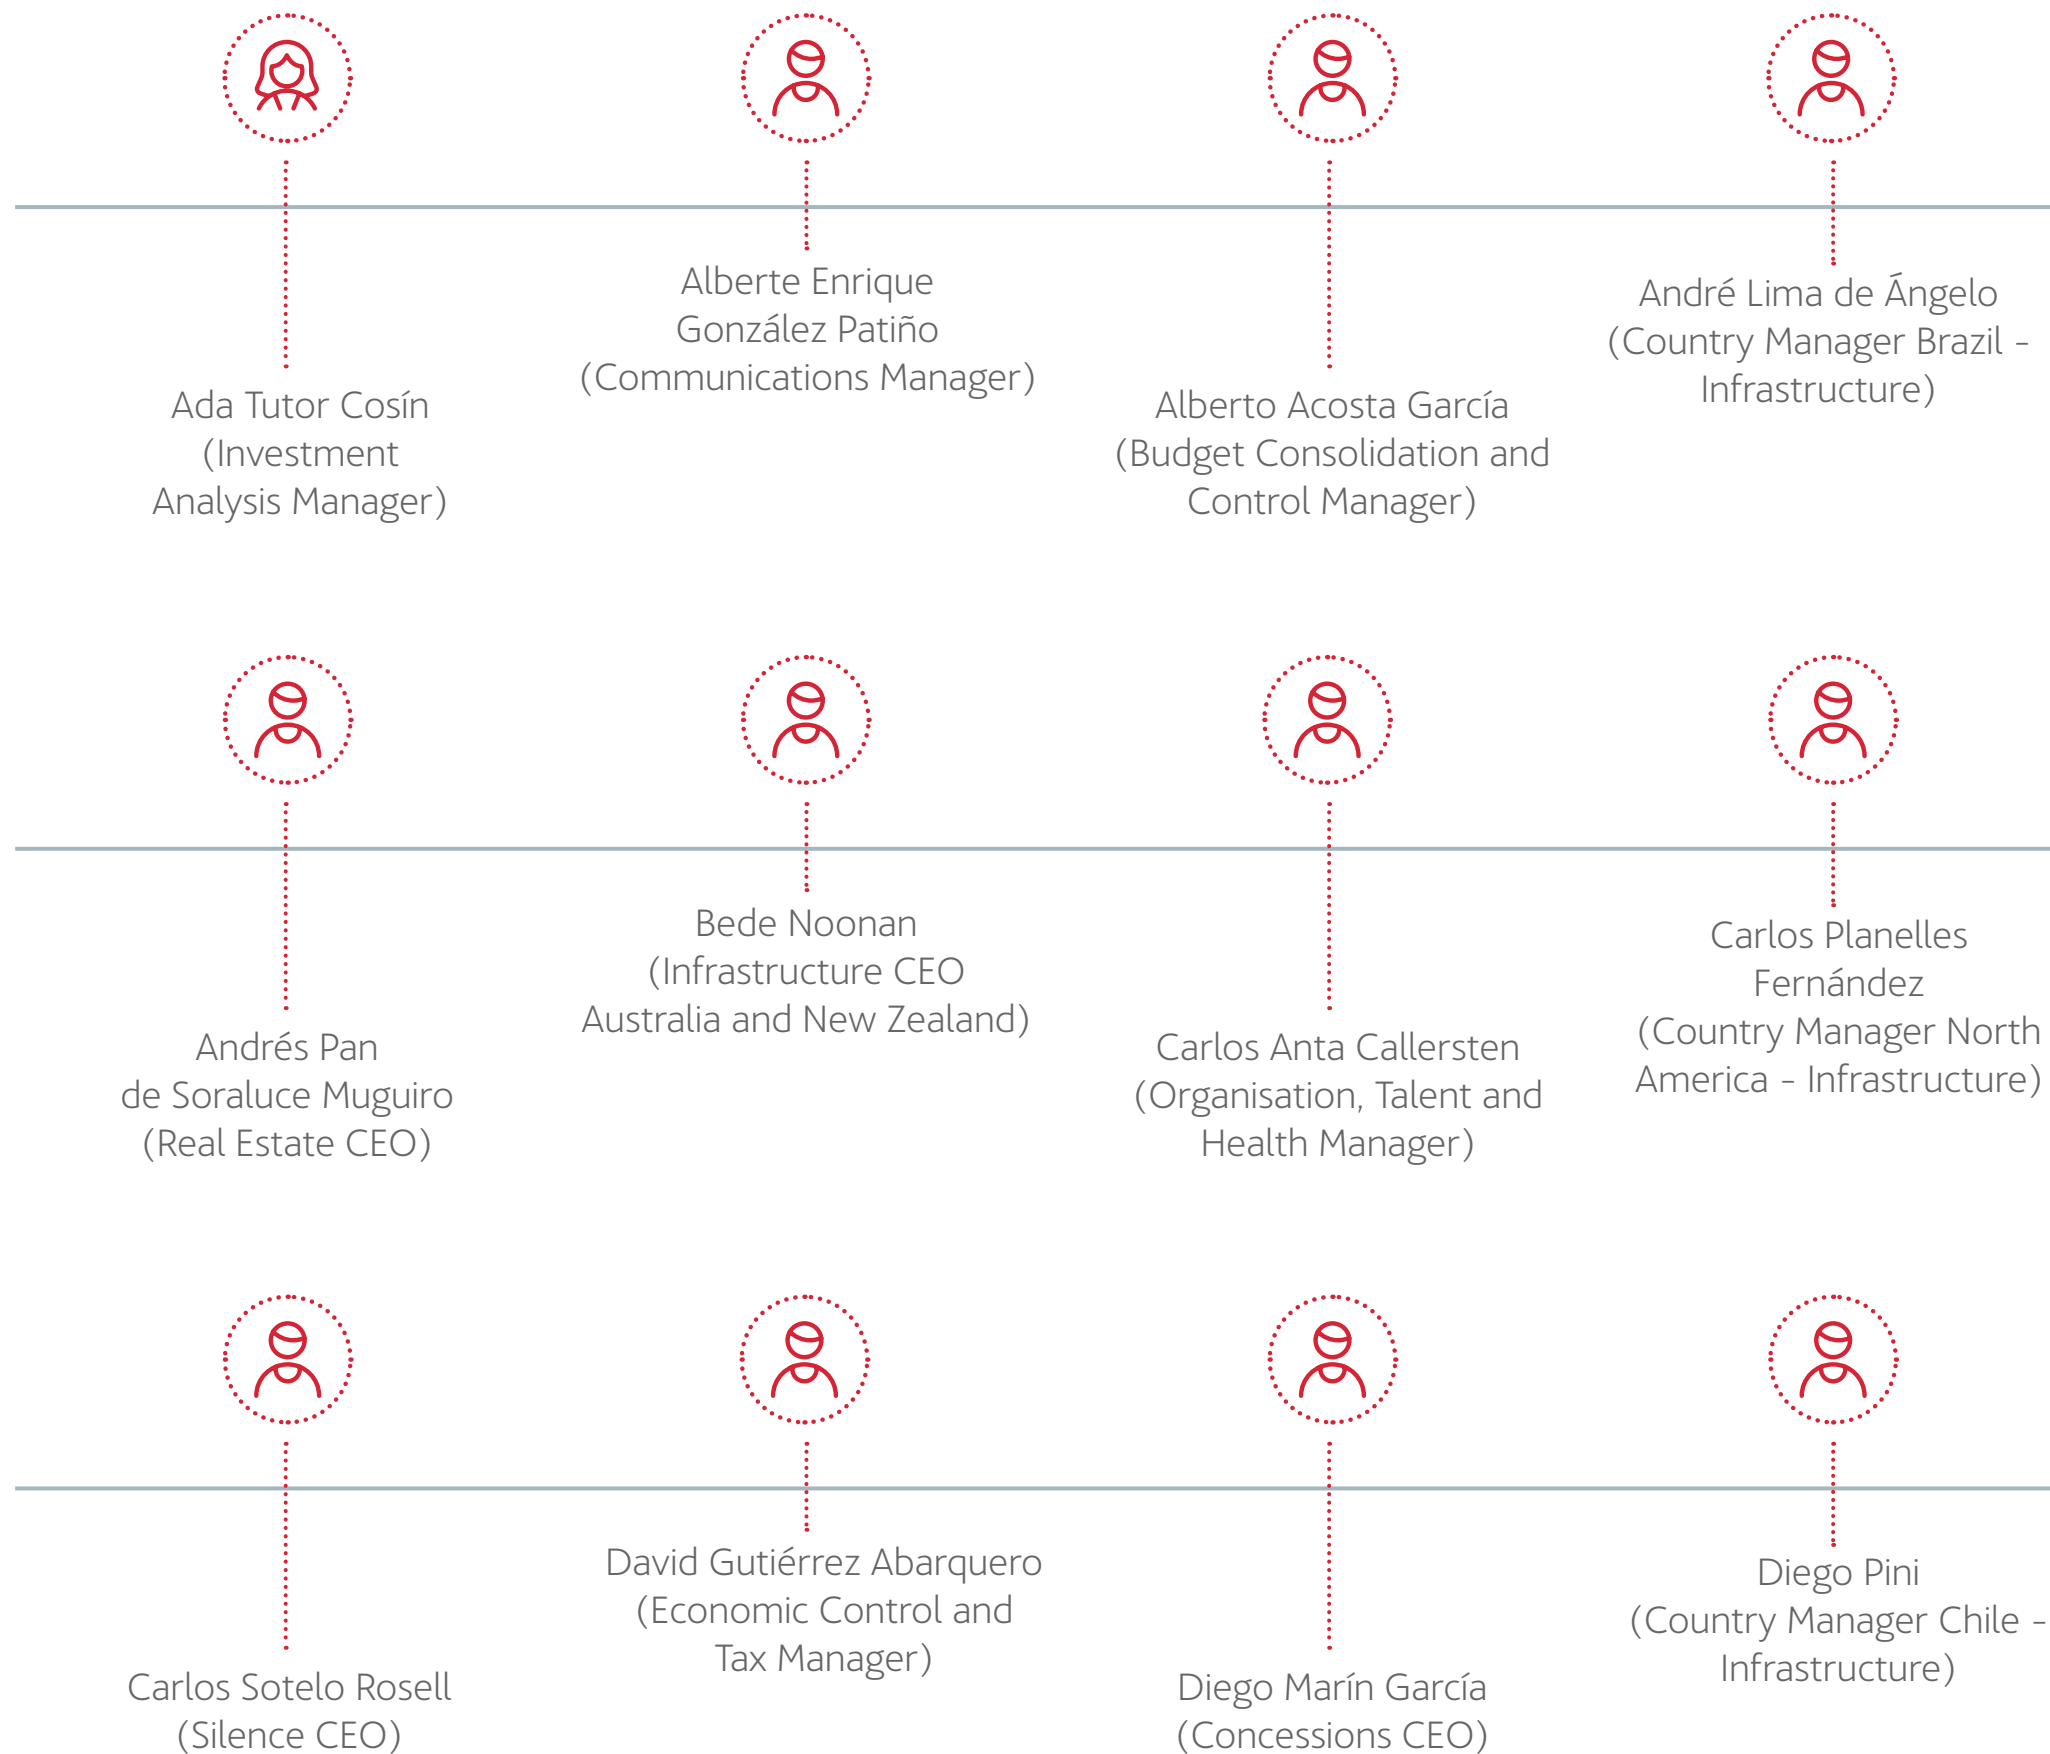 Ada Tutor Cosín
(Investment
Analysis Manager)
Alberte Enrique
González Patiño
(Communications Manager)
Alberto Acosta García
(Budget Consolidation and
Control Manager)
André Lima de Ángelo
(Country Manager Brazil -
Infrastructure)
Andrés Pan
de Soraluce Muguiro
(Real Estate CEO)
Bede Noonan
(Infrastructure CEO
Australia and New Zealand)
Carlos Anta Callersten
(Organisation, Talent and
Health Manager)
Carlos Planelles
Fernández
(Country Manager North
America - Infrastructure)
Carlos Sotelo Rosell
(Silence CEO)
David Gutiérrez Abarquero
(Economic Control and
Tax Manager)
Diego Marín García
(Concessions CEO)
Diego Pini
(Country Manager Chile -
Infrastructure)